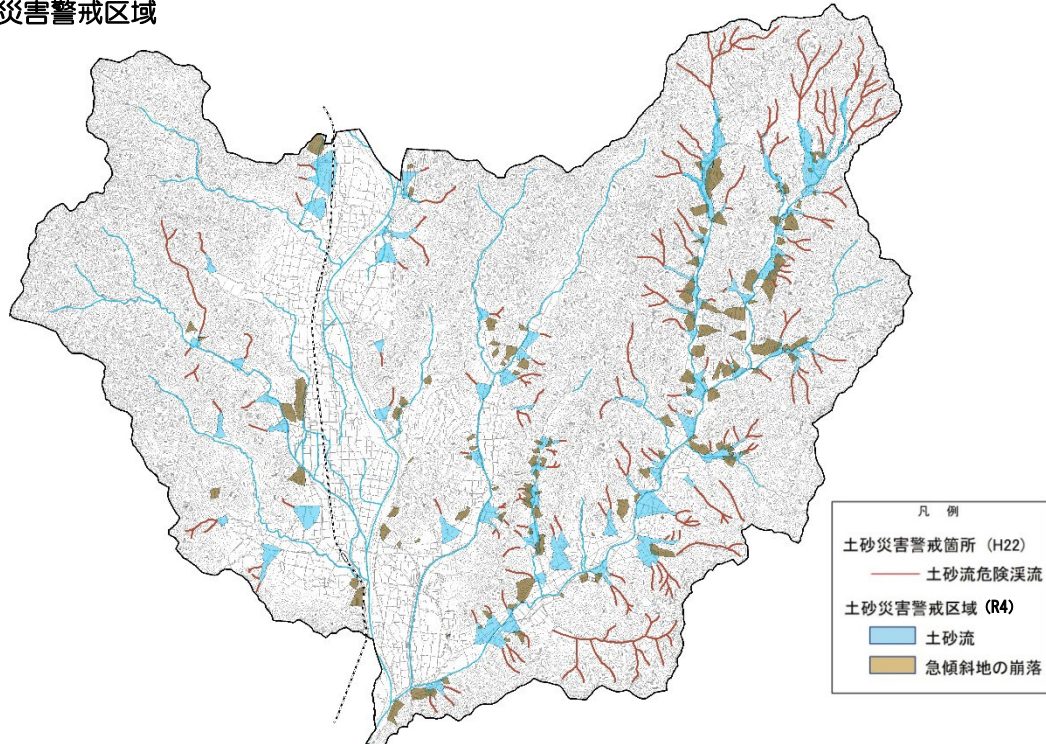 災害警戒区域
凡 例
土砂災害警戒箇所 (H22)
土砂流危険渓流
土砂災害警戒区域 (R4)
土砂流
急傾斜地の崩落